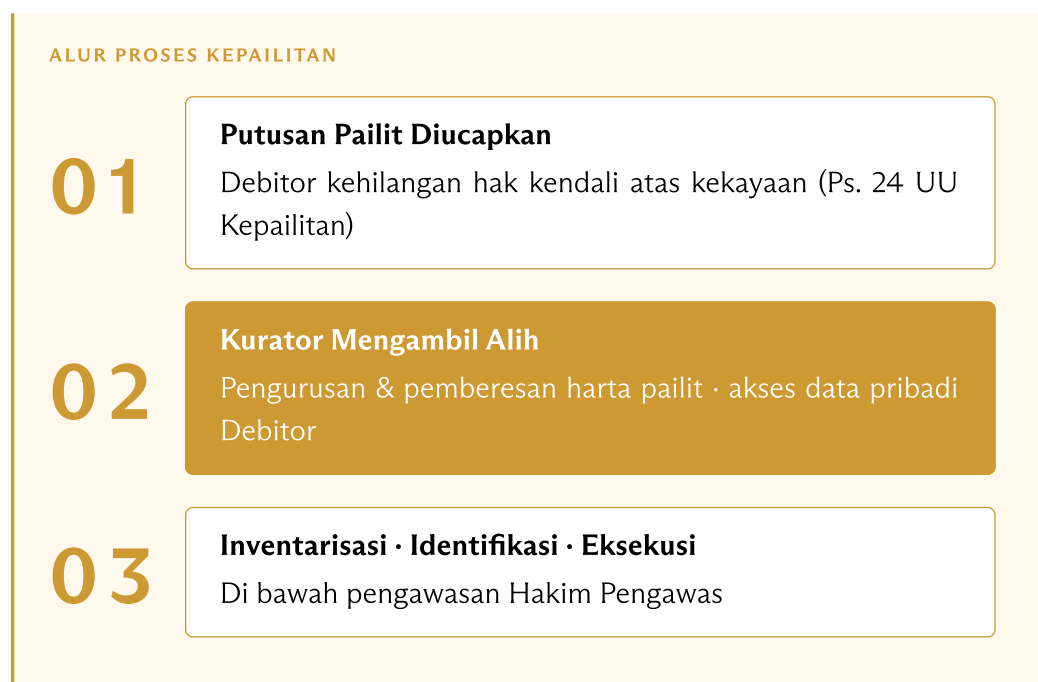 ALUR PROSES KEPAILITAN
01
Putusan Pailit Diucapkan
Debitor kehilangan hak kendali atas kekayaan (Ps. 24 UU
Kepailitan)
02
Kurator Mengambil Alih
Pengurusan & pemberesan harta pailit · akses data pribadi
Debitor
03
Inventarisasi · Identifikasi · Eksekusi
Di bawah pengawasan Hakim Pengawas